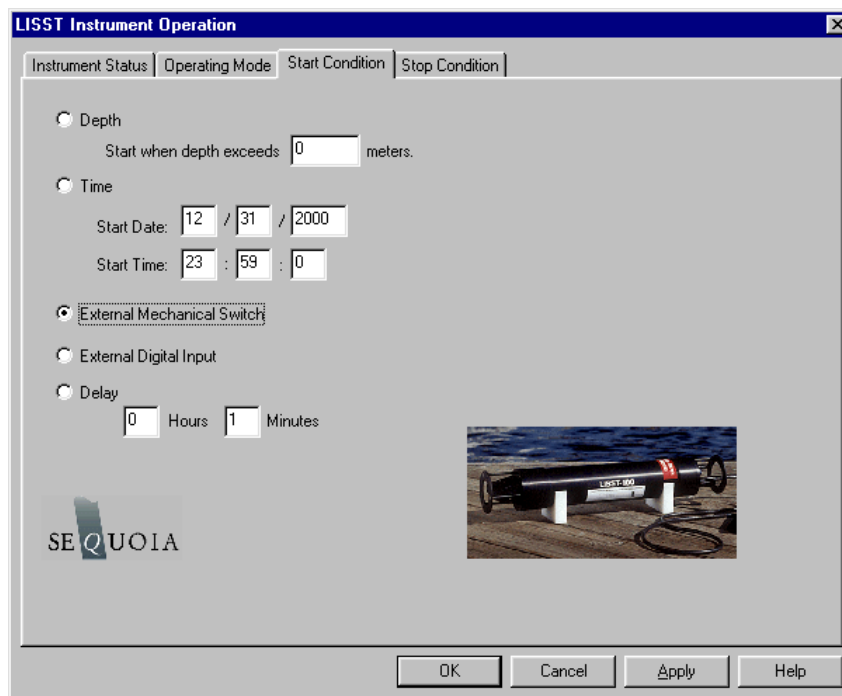 LISST Instrument Operation
Instrument Status
Operating Mode
Start Condition
Stop Condition
Depth
Start when depth exceeds 0 meters.
Time
Start Date: 12 / 31 / 2000
Start Time: 23 : 59 : 0
External Mechanical Switch
External Digital Input
Delay
0 Hours 1 Minutes
LISST-100
SEQUOIA
OK
Cancel
Apply
Help